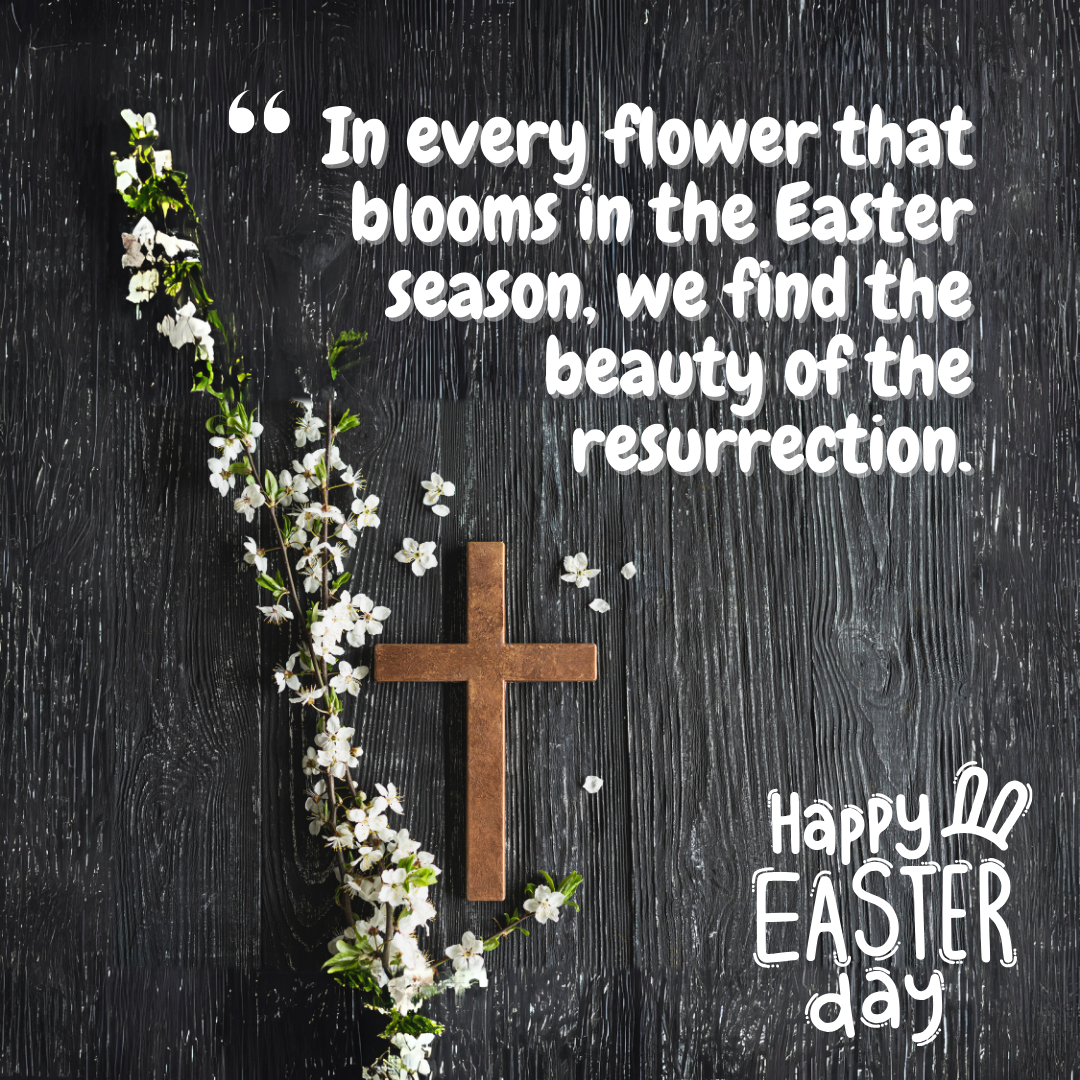 “ In every flower that
blooms in the Easter
season, we find the
beauty of the
resurrection.
Happy
EASTER
day